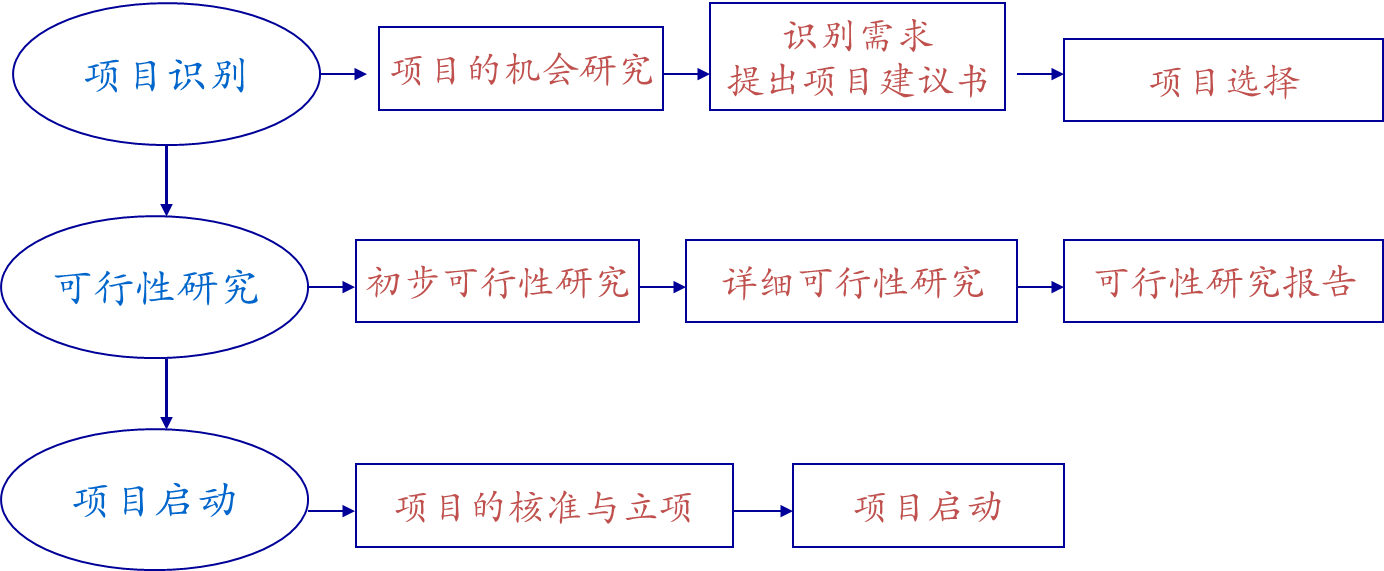 项目识别
项目的机会研究
识别需求
提出项目建议书
项目选择
可行性研究
初步可行性研究
详细可行性研究
可行性研究报告
项目启动
项目的核准与立项
项目启动